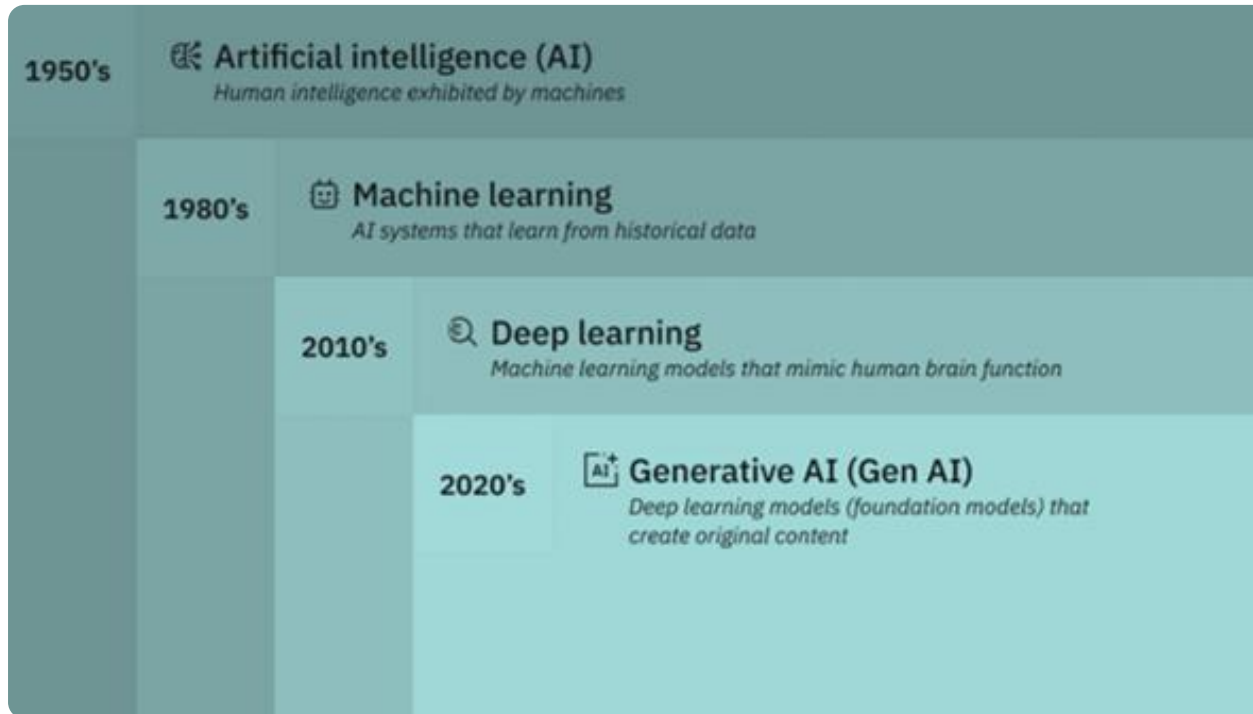 1950's
Artificial intelligence (AI)
Human intelligence exhibited by machines
1980's
Machine learning
AI systems that learn from historical data
2010's
Deep learning
Machine learning models that mimic human brain function
2020's
AI
Generative AI (Gen AI)
Deep learning models (foundation models) that
create original content